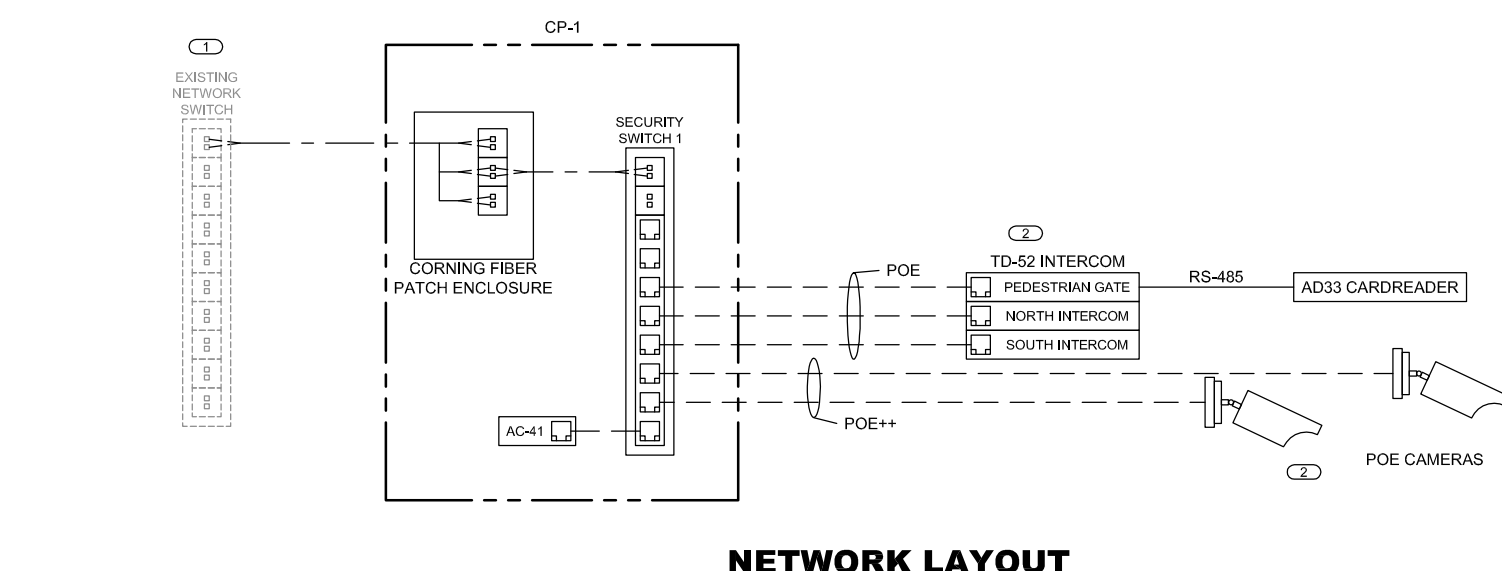 CP-1
1
EXISTING
NETWORK
SWITCH
SECURITY
SWITCH 1
CORNING FIBER
PATCH ENCLOSURE
POE
2
TD-52 INTERCOM
PEDESTRIAN GATE
RS-485
AD33 CARDREADER
NORTH INTERCOM
SOUTH INTERCOM
AC-41
POE++
2
POE CAMERAS
NETWORK LAYOUT